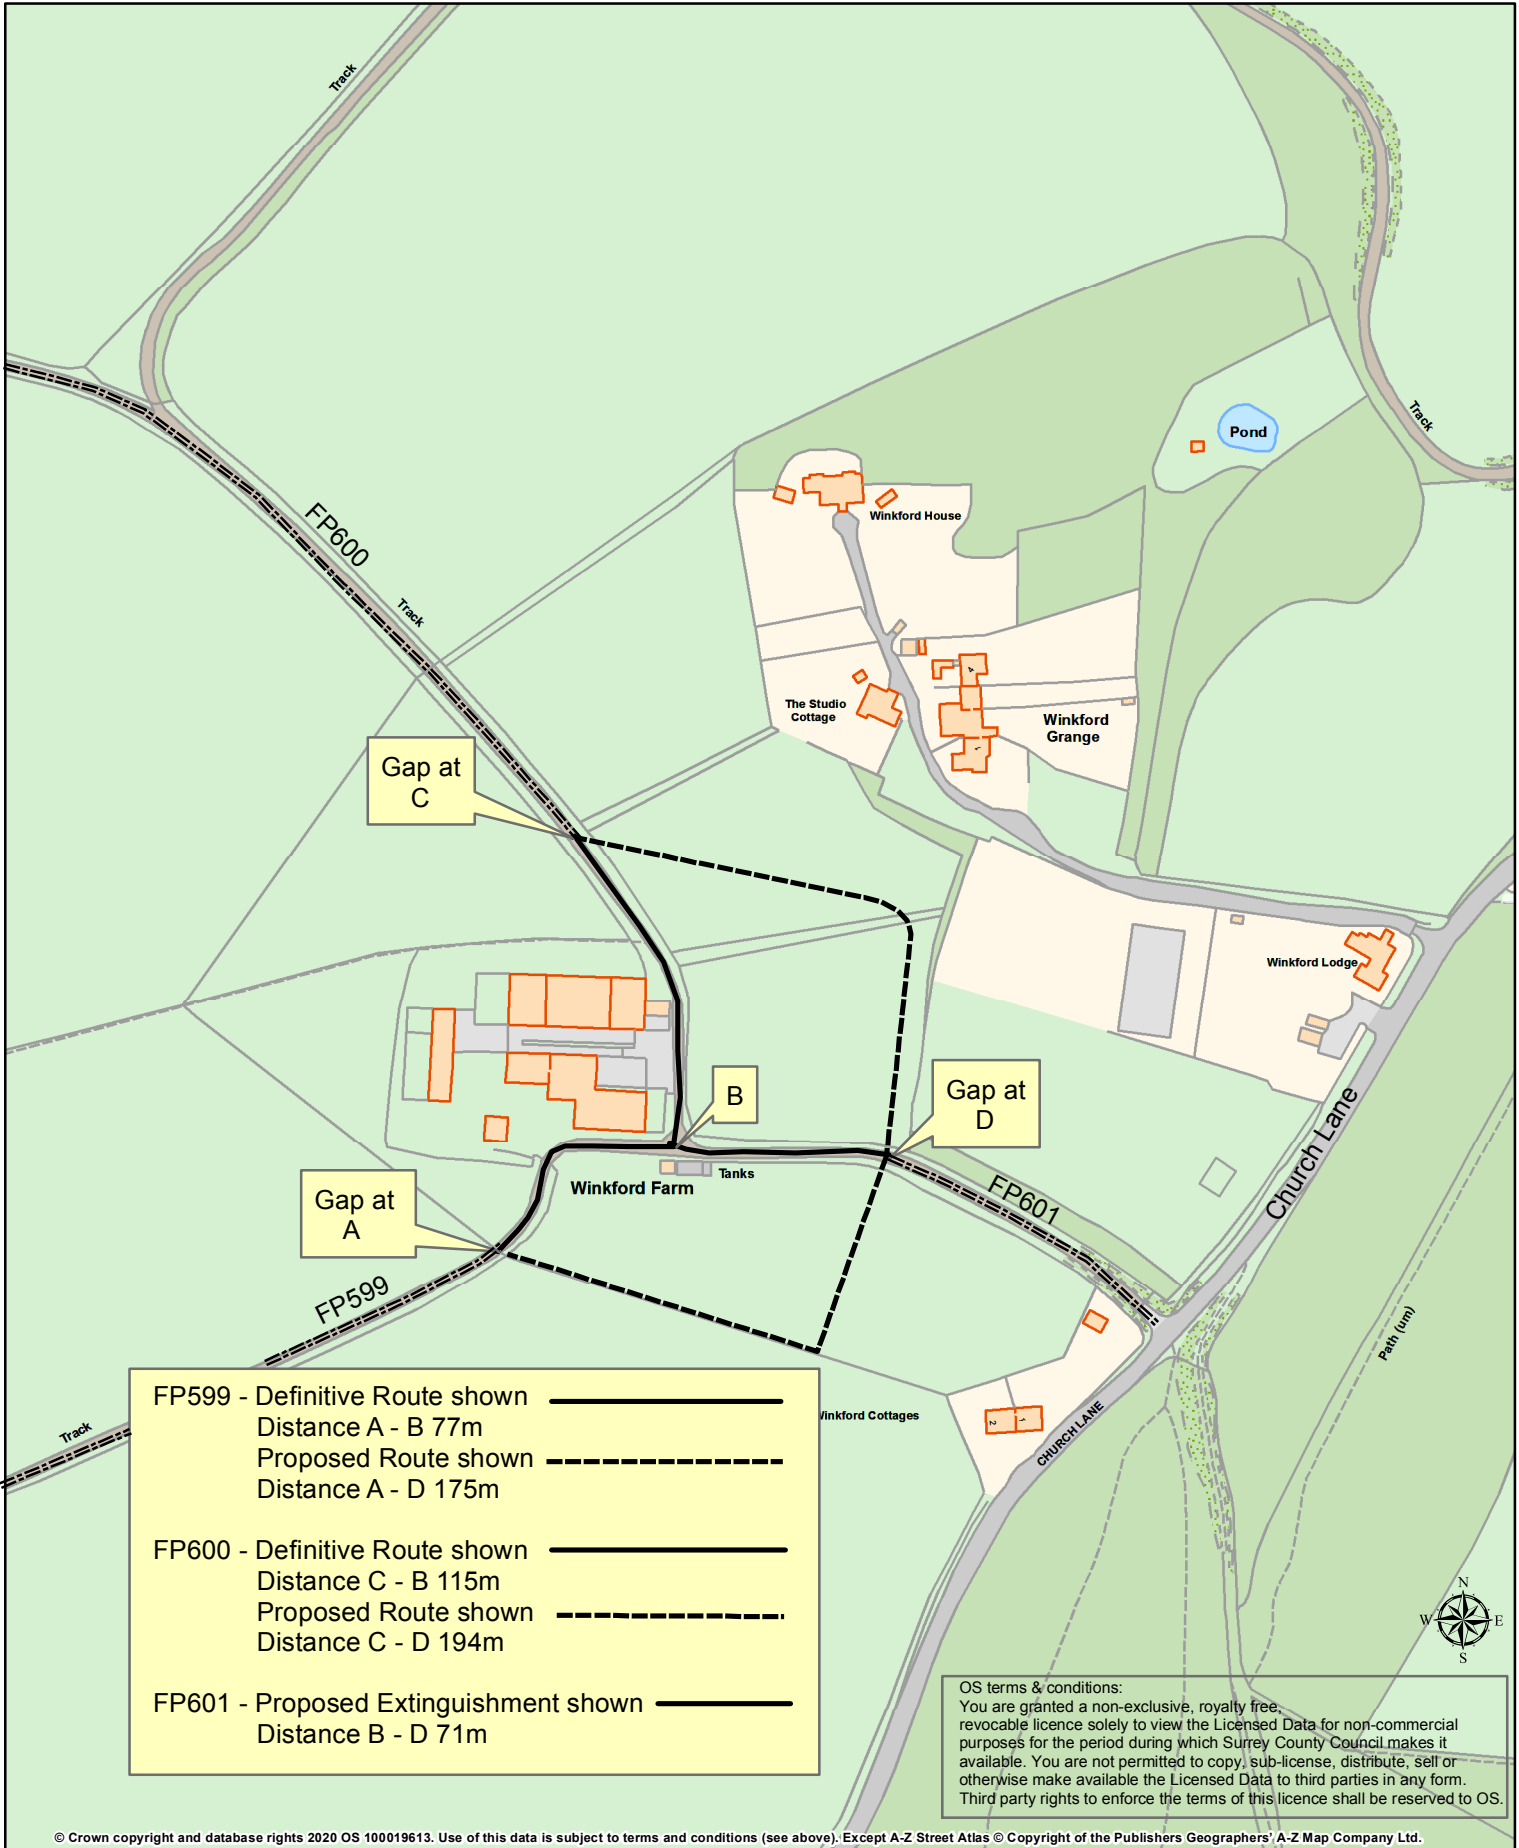 Track
Track
Pond
FP600
Winkford House
Track
4
The Studio
Cottage
Winkford
Grange
1
Gap at
C
Winkford Lodge
B
Gap at
D
Church Lane
Tanks
Winkford Farm
FP601
Gap at
A
FP599
Path (um)
FP599 - Definitive Route shown
Distance A - B 77m
Proposed Route shown
Distance A - D 175m
FP600 - Definitive Route shown
Distance C - B 115m
Proposed Route shown
Distance C - D 194m
FP601 - Proposed Extinguishment shown
Distance B - D 71m
Track
Winkford Cottages
2
1
CHURCH LANE
N
W
E
S
OS terms & conditions:
You are granted a non-exclusive, royalty free,
revocable licence solely to view the Licensed Data for non-commercial
purposes for the period during which Surrey County Council makes it
available. You are not permitted to copy, sub-license, distribute, sell or
otherwise make available the Licensed Data to third parties in any form.
Third party rights to enforce the terms of this licence shall be reserved to OS.
© Crown copyright and database rights 2020 OS 100019613. Use of this data is subject to terms and conditions (see above). Except A-Z Street Atlas © Copyright of the Publishers Geographers' A-Z Map Company Ltd.